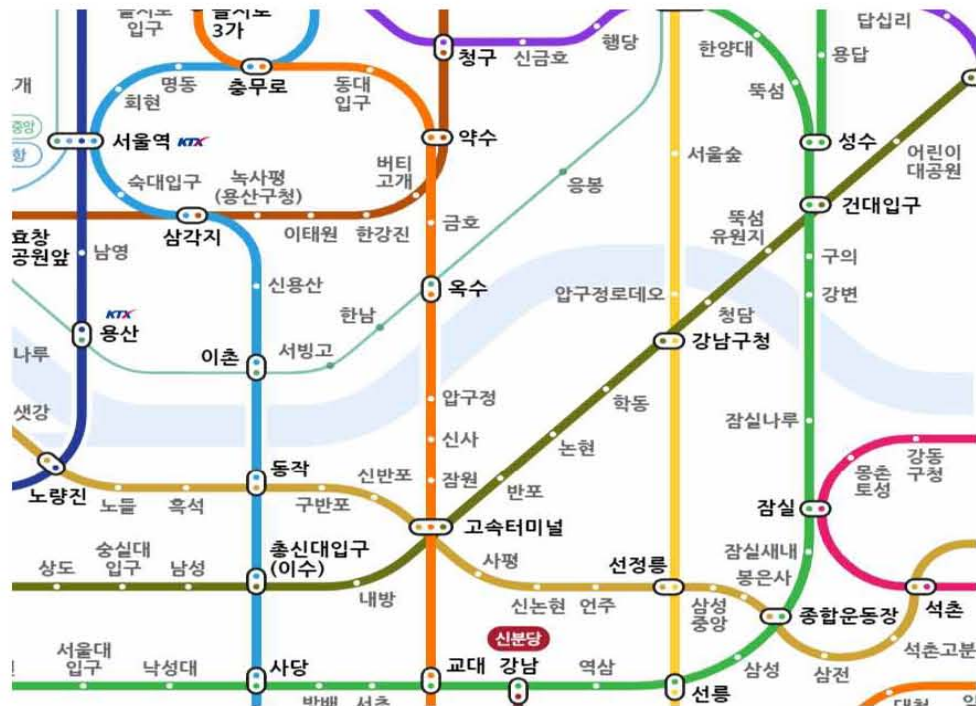 입구
3가
청구
신금호
행당
한양대
답십리
용답
뚝섬
명동
충무로
동대
입구
회현
개
중앙
항
서울역 KTX
약수
성수
서울숲
어린이
대공원
버티
고개
숙대입구
녹사평
(용산구청)
응봉
건대입구
삼각지
이태원
한강진
금호
뚝섬
유원지
효창
공원앞
남영
구의
신용산
옥수
압구정로데오
강변
청담
KTX
용산
한남
강남구청
나루
이촌
서빙고
압구정
학동
샛강
잠실나루
신사
논현
강동
구청
몽촌
토성
동작
신반포
잠원
반포
노량진
노들
흑석
구반포
잠실
고속터미널
잠실새내
총신대입구
(이수)
숭실대
입구
상도
남성
사평
선정릉
봉은사
내방
신논현
언주
삼성
중앙
종합운동장
석촌
신분당
서울대
입구
낙성대
사당
교대
강남
역삼
삼성
삼전
석촌고분
선릉
방배
서초